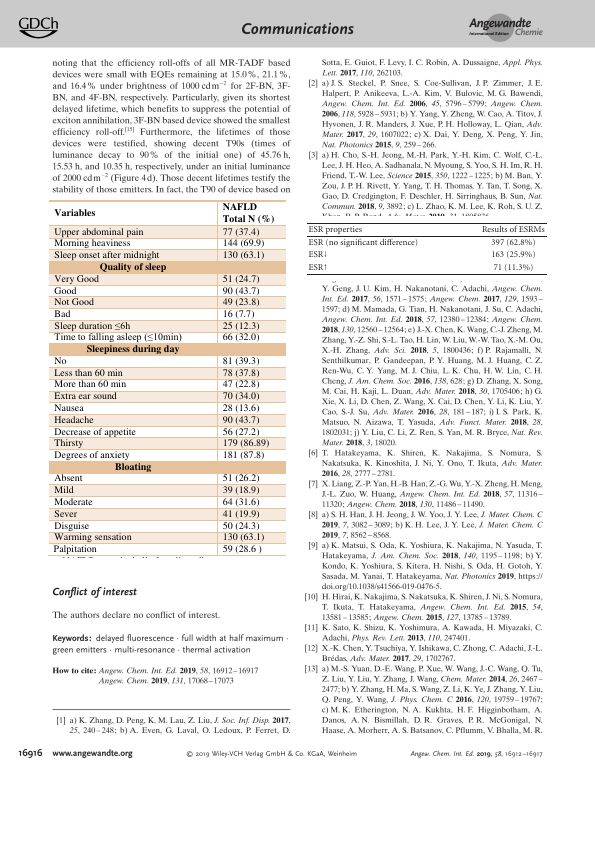 GDCh
Communications
Angewandte
International Edition Chemie
noting that the efficiency roll-offs of all MR-TADF based
devices were small with EQEs remaining at 15.0 %, 21.1 %,
and 16.4 % under brightness of 1000 cd m−2 for 2F-BN, 3F-
BN, and 4F-BN, respectively. Particularly, given its shortest
delayed lifetime, which benefits to suppress the potential of
exciton annihilation, 3F-BN based device showed the smallest
efficiency roll-off.[15] Furthermore, the lifetimes of those
devices were testified, showing decent T90s (times of
luminance decay to 90 % of the initial one) of 45.76 h,
15.53 h, and 10.35 h, respectively, under an initial luminance
of 2000 cd m−2 (Figure 4 d). Those decent lifetimes testify the
stability of those emitters. In fact, the T90 of device based on
Variables NAFLD
Total N (%)
Upper abdominal pain 77 (37.4)
Morning heaviness 144 (69.9)
Sleep onset after midnight 130 (63.1)
Quality of sleep
Very Good 51 (24.7)
Good 90 (43.7)
Not Good 49 (23.8)
Bad 16 (7.7)
Sleep duration ≤6h 25 (12.3)
Time to falling asleep (≤10min) 66 (32.0)
Sleepiness during day
No 81 (39.3)
Less than 60 min 78 (37.8)
More than 60 min 47 (22.8)
Extra ear sound 70 (34.0)
Nausea 28 (13.6)
Headache 90 (43.7)
Decrease of appetite 56 (27.2)
Thirsty 179 (86.89)
Degrees of anxiety 181 (87.8)
Bloating
Absent 51 (26.2)
Mild 39 (18.9)
Moderate 64 (31.6)
Sever 41 (19.9)
Disguise 50 (24.3)
Warming sensation 130 (63.1)
Palpitation 59 (28.6 )
Conflict of interest
The authors declare no conflict of interest.
Keywords: delayed fluorescence · full width at half maximum ·
green emitters · multi-resonance · thermal activation
How to cite: Angew. Chem. Int. Ed. 2019, 58, 16912–16917
Angew. Chem. 2019, 131, 17068–17073
[1] a) K. Zhang, D. Peng, K. M. Lau, Z. Liu, J. Soc. Inf. Disp. 2017,
25, 240–248; b) A. Even, G. Laval, O. Ledoux, P. Ferret, D.
Sotta, E. Guiot, F. Levy, I. C. Robin, A. Dussaigne, Appl. Phys.
Lett. 2017, 110, 262103.
[2] a) J. S. Steckel, P. Snee, S. Coe-Sullivan, J. P. Zimmer, J. E.
Halpert, P. Anikeeva, L.-A. Kim, V. Bulovic, M. G. Bawendi,
Angew. Chem. Int. Ed. 2006, 45, 5796–5799; Angew. Chem.
2006, 118, 5928–5931; b) Y. Yang, Y. Zheng, W. Cao, A. Titov, J.
Hyvonen, J. R. Manders, J. Xue, P. H. Holloway, L. Qian, Adv.
Mater. 2017, 29, 1607022; c) X. Dai, Y. Deng, X. Peng, Y. Jin,
Nat. Photonics 2015, 9, 259–266.
[3] a) H. Cho, S.-H. Jeong, M.-H. Park, Y.-H. Kim, C. Wolf, C.-L.
Lee, J. H. Heo, A. Sadhanala, N. Myoung, S. Yoo, S. H. Im, R. H.
Friend, T.-W. Lee, Science 2015, 350, 1222–1225; b) M. Ban, Y.
Zou, J. P. H. Rivett, Y. Yang, T. H. Thomas, Y. Tan, T. Song, X.
Gao, D. Credgington, F. Deschler, H. Sirringhaus, B. Sun, Nat.
Commun. 2018, 9, 3892; c) L. Zhao, K. M. Lee, K. Roh, S. U. Z.
ESR properties Results of ESRMs
ESR (no significant difference) 397 (62.8%)
ESR↓ 163 (25.9%)
ESR↑ 71 (11.3%)
Y. Geng, J. U. Kim, H. Nakanotani, C. Adachi, Angew. Chem.
Int. Ed. 2017, 56, 1571–1575; Angew. Chem. 2017, 129, 1593–
1597; d) M. Mamada, G. Tian, H. Nakanotani, J. Su, C. Adachi,
Angew. Chem. Int. Ed. 2018, 57, 12380–12384; Angew. Chem.
2018, 130, 12560–12564; e) J.-X. Chen, K. Wang, C.-J. Zheng, M.
Zhang, Y.-Z. Shi, S.-L. Tao, H. Lin, W. Liu, W.-W. Tao, X.-M. Ou,
X.-H. Zhang, Adv. Sci. 2018, 5, 1800436; f) P. Rajamalli, N.
Senthilkumar, P. Gandeepan, P. Y. Huang, M. J. Huang, C. Z.
Ren-Wu, C. Y. Yang, M. J. Chiu, L. K. Chu, H. W. Lin, C. H.
Cheng, J. Am. Chem. Soc. 2016, 138, 628; g) D. Zhang, X. Song,
M. Cai, H. Kaji, L. Duan, Adv. Mater. 2018, 30, 1705406; h) G.
Xie, X. Li, D. Chen, Z. Wang, X. Cai, D. Chen, Y. Li, K. Liu, Y.
Cao, S.-J. Su, Adv. Mater. 2016, 28, 181–187; i) I. S. Park, K.
Matsuo, N. Aizawa, T. Yasuda, Adv. Funct. Mater. 2018, 28,
1802031; j) Y. Liu, C. Li, Z. Ren, S. Yan, M. R. Bryce, Nat. Rev.
Mater. 2018, 3, 18020.
[6] T. Hatakeyama, K. Shiren, K. Nakajima, S. Nomura, S.
Nakatsuka, K. Kinoshita, J. Ni, Y. Ono, T. Ikuta, Adv. Mater.
2016, 28, 2777–2781.
[7] X. Liang, Z.-P. Yan, H.-B. Han, Z.-G. Wu, Y.-X. Zheng, H. Meng,
J.-L. Zuo, W. Huang, Angew. Chem. Int. Ed. 2018, 57, 11316–
11320; Angew. Chem. 2018, 130, 11486–11490.
[8] a) S. H. Han, J. H. Jeong, J. W. Yoo, J. Y. Lee, J. Mater. Chem. C
2019, 7, 3082–3089; b) K. H. Lee, J. Y. Lee, J. Mater. Chem. C
2019, 7, 8562–8568.
[9] a) K. Matsui, S. Oda, K. Yoshiura, K. Nakajima, N. Yasuda, T.
Hatakeyama, J. Am. Chem. Soc. 2018, 140, 1195–1198; b) Y.
Kondo, K. Yoshiura, S. Kitera, H. Nishi, S. Oda, H. Gotoh, Y.
Sasada, M. Yanai, T. Hatakeyama, Nat. Photonics 2019, https://
doi.org/10.1038/s41566-019-0476-5.
[10] H. Hirai, K. Nakajima, S. Nakatsuka, K. Shiren, J. Ni, S. Nomura,
T. Ikuta, T. Hatakeyama, Angew. Chem. Int. Ed. 2015, 54,
13581–13585; Angew. Chem. 2015, 127, 13785–13789.
[11] K. Sato, K. Shizu, K. Yoshimura, A. Kawada, H. Miyazaki, C.
Adachi, Phys. Rev. Lett. 2013, 110, 247401.
[12] X.-K. Chen, Y. Tsuchiya, Y. Ishikawa, C. Zhong, C. Adachi, J.-L.
Brédas, Adv. Mater. 2017, 29, 1702767.
[13] a) M.-S. Yuan, D.-E. Wang, P. Xue, W. Wang, J.-C. Wang, Q. Tu,
Z. Liu, Y. Liu, Y. Zhang, J. Wang, Chem. Mater. 2014, 26, 2467–
2477; b) Y. Zhang, H. Ma, S. Wang, Z. Li, K. Ye, J. Zhang, Y. Liu,
Q. Peng, Y. Wang, J. Phys. Chem. C 2016, 120, 19759–19767;
c) M. K. Etherington, N. A. Kukhta, H. F. Higginbotham, A.
Danos, A. N. Bismillah, D. R. Graves, P. R. McGonigal, N.
Haase, A. Morherr, A. S. Batsanov, C. Pflumm, V. Bhalla, M. R.
16916 www.angewandte.org
© 2019 Wiley-VCH Verlag GmbH & Co. KGaA, Weinheim
Angew. Chem. Int. Ed. 2019, 58, 16912–16917